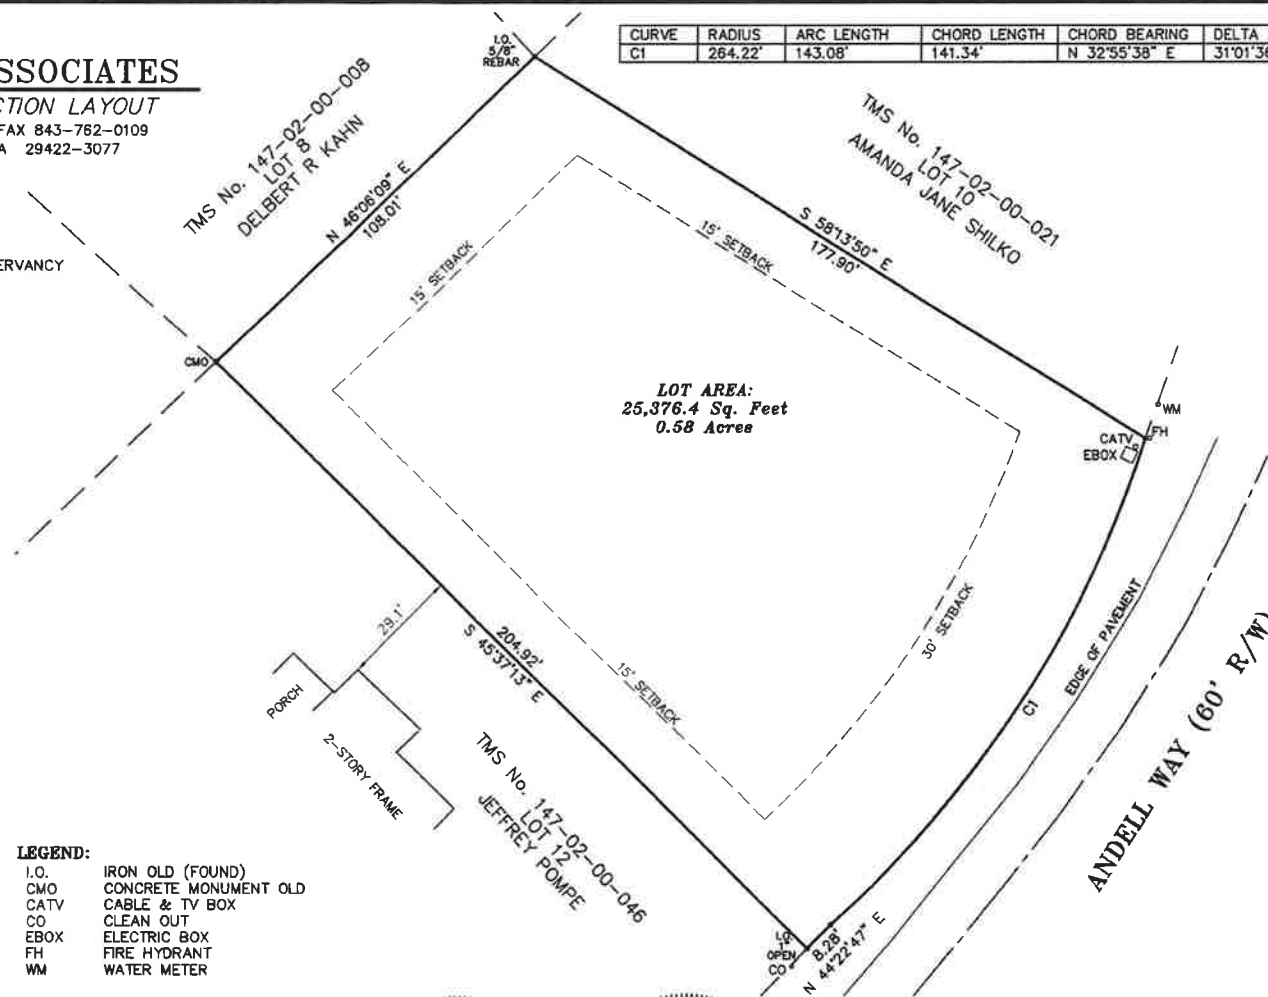 SSOCIATES
CTION LAYOUT
FAX 843-762-0109
A 29422-3077
ERVANCY
CURVE RADIUS ARC LENGTH CHORD LENGTH CHORD BEARING DELTA
C1 264.22' 143.08' 141.34' N 32°55'38" E 31°01'36
I.O.
5/8"
REBAR
TMS No. 147-02-00-008
LOT 8
DELBERT R KAHN
N 46°06'09" E
108.01'
TMS No. 147-02-00-021
LOT 10
AMANDA JANE SHILKO
S 58°13'50" E
177.90'
15' SETBACK
15' SETBACK
CMO
LOT AREA:
25,376.4 Sq. Feet
0.58 Acres
WM
FH
CATV
EBOX
29.1'
204.92'
S 45°37'13" E
15' SETBACK
30' SETBACK
EDGE OF PAVEMENT
C1
ANDELL WAY (60' R/W)
PORCH
2-STORY FRAME
TMS No. 147-02-00-046
LOT 12
JEFFREY POMPE
I.O.
1"
OPEN
CO
8.28'
N 44°22'47" E
LEGEND:
I.O. IRON OLD (FOUND)
CMO CONCRETE MONUMENT OLD
CATV CABLE & TV BOX
CO CLEAN OUT
EBOX ELECTRIC BOX
FH FIRE HYDRANT
WM WATER METER